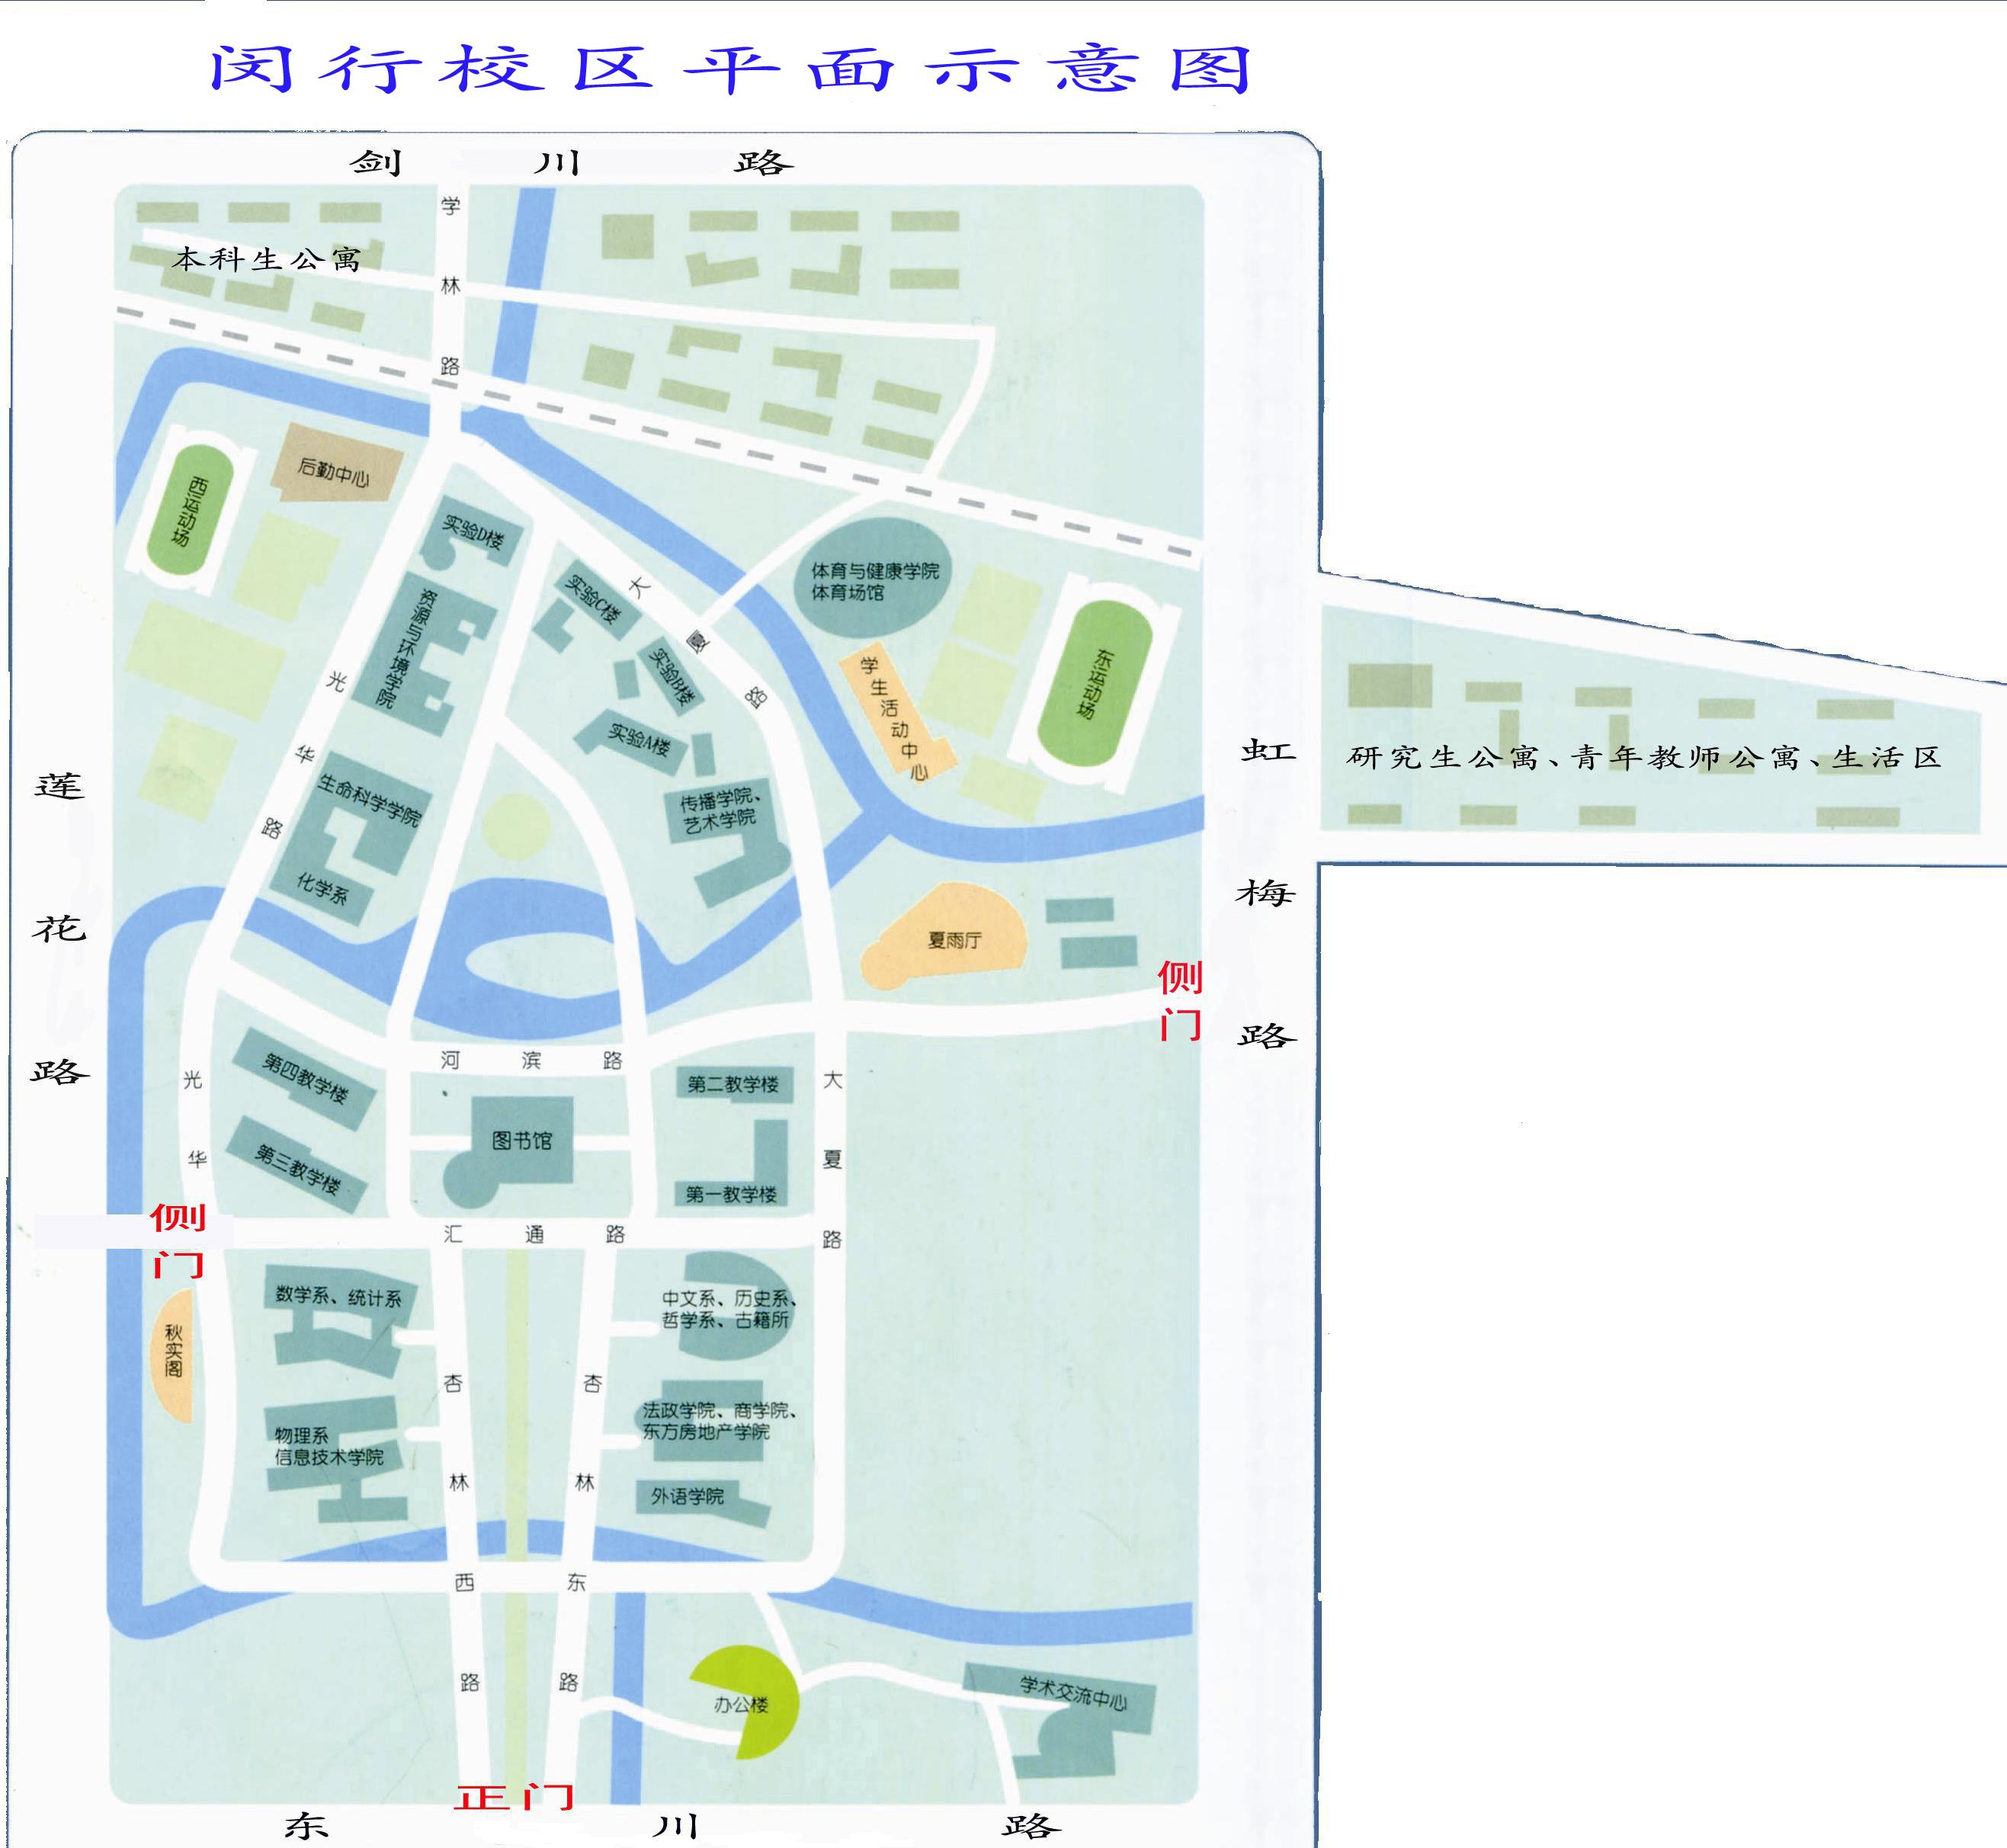 闵行校区平面示意图
剑川路
学林路
本科生公寓
后勤中心
西运动场
实验D楼
资源与环境学院
实验C楼
大夏路
体育与健康学院
体育场馆
实验B楼
学生活动中心
东运动场
光华路
实验A楼
生命科学学院
传播学院、
艺术学院
化学系
虹梅路
研究生公寓、青年教师公寓、生活区
莲花路
夏雨厅
侧门
河滨路
第四教学楼
第二教学楼
光华
大夏路
图书馆
第三教学楼
第一教学楼
侧门
汇通路
数学系、统计系
中文系、历史系、
哲学系、古籍所
秋实阁
杏林西路
杏林东路
法政学院、商学院、
东方房地产学院
物理系
信息技术学院
外语学院
办公楼
学术交流中心
正门
东川路